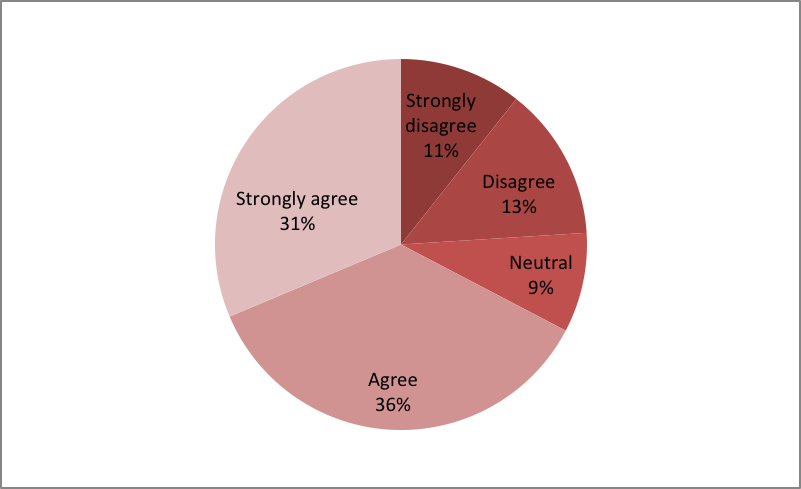 Strongly
disagree
11%
Disagree
13%
Neutral
9%
Agree
36%
Strongly agree
31%